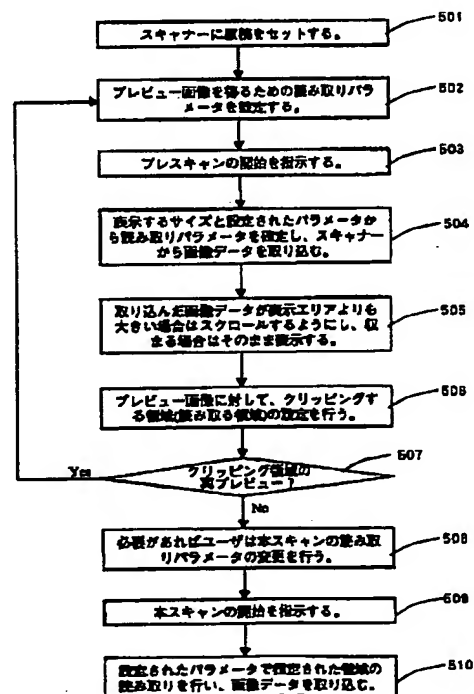 501
スキャナーに原稿をセットする。
502
プレビュー画像を得るための読み取りパラ
メータを設定する。
503
プレスキャンの開始を指示する。
504
表示するサイズと設定されたパラメータか
ら読み取りパラメータを確定し、スキャナー
から画像データを取り込む。
505
取り込んだ画像データが表示エリアよりも
大きい場合はスクロールするようにし、収
まる場合はそのまま表示する。
506
プレビュー画像に対して、クリッピングす
る領域(読み取る領域)の設定を行う。
507
Yes
クリッピング領域の
再プレビュー?
No
508
必要があればユーザは本スキャンの読み取
りパラメータの変更を行う。
509
本スキャンの開始を指示する。
510
設定されたパラメータで指定された領域の
読み取りを行い、画像データを取り込む。